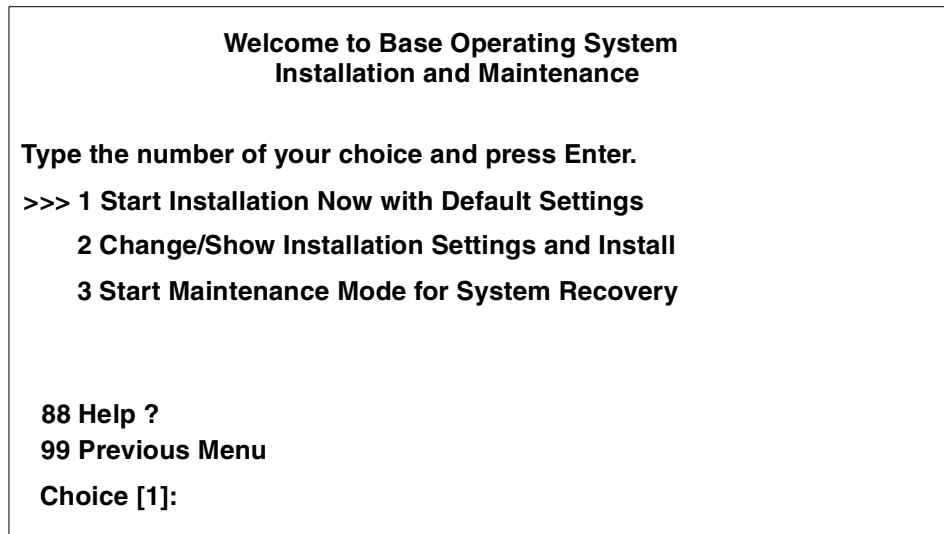 Welcome to Base Operating System
Installation and Maintenance
Type the number of your choice and press Enter.
>>> 1 Start Installation Now with Default Settings
2 Change/Show Installation Settings and Install
3 Start Maintenance Mode for System Recovery
88 Help ?
99 Previous Menu
Choice [1]: